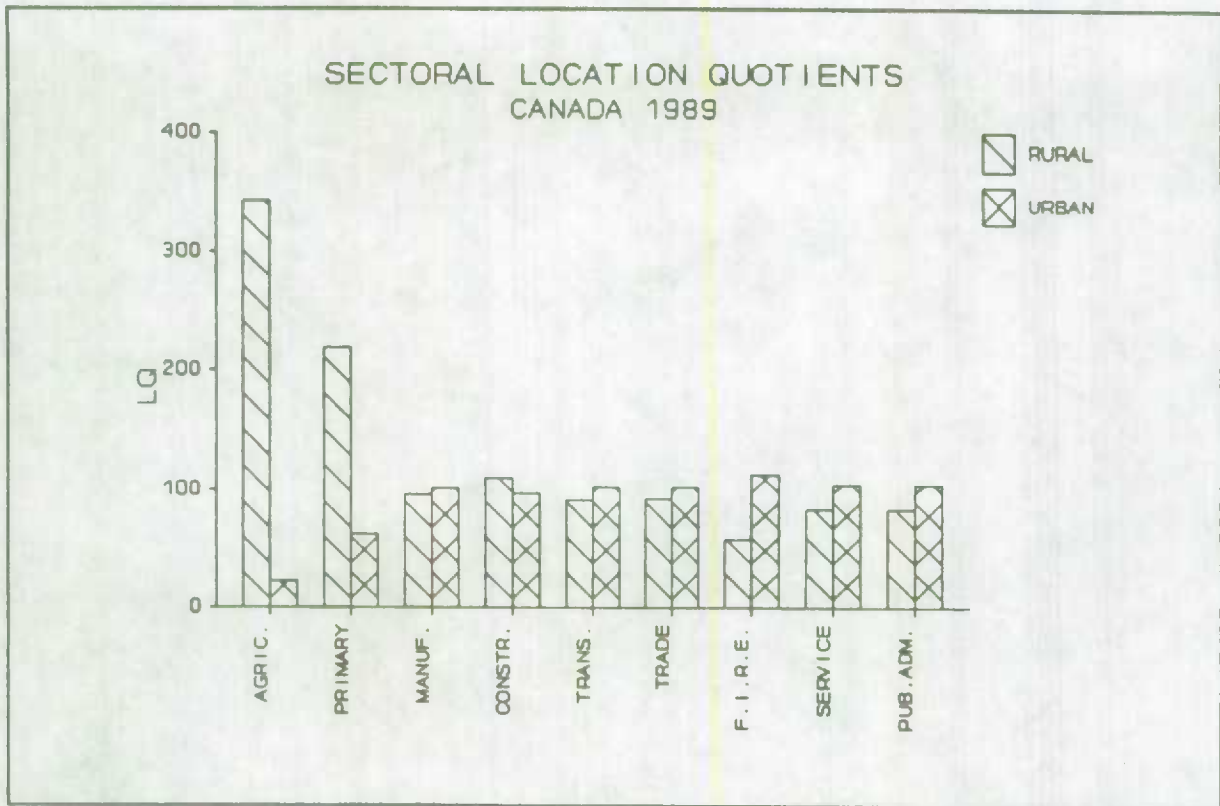 SECTORAL LOCATION QUOTIENTS
CANADA 1989
400
300
200
100
0
LQ
RURAL
URBAN
AGRIC.
PRIMARY
MANUF.
CONSTR.
TRANS.
TRADE
F.I.R.E.
SERVICE
PUB.ADM.